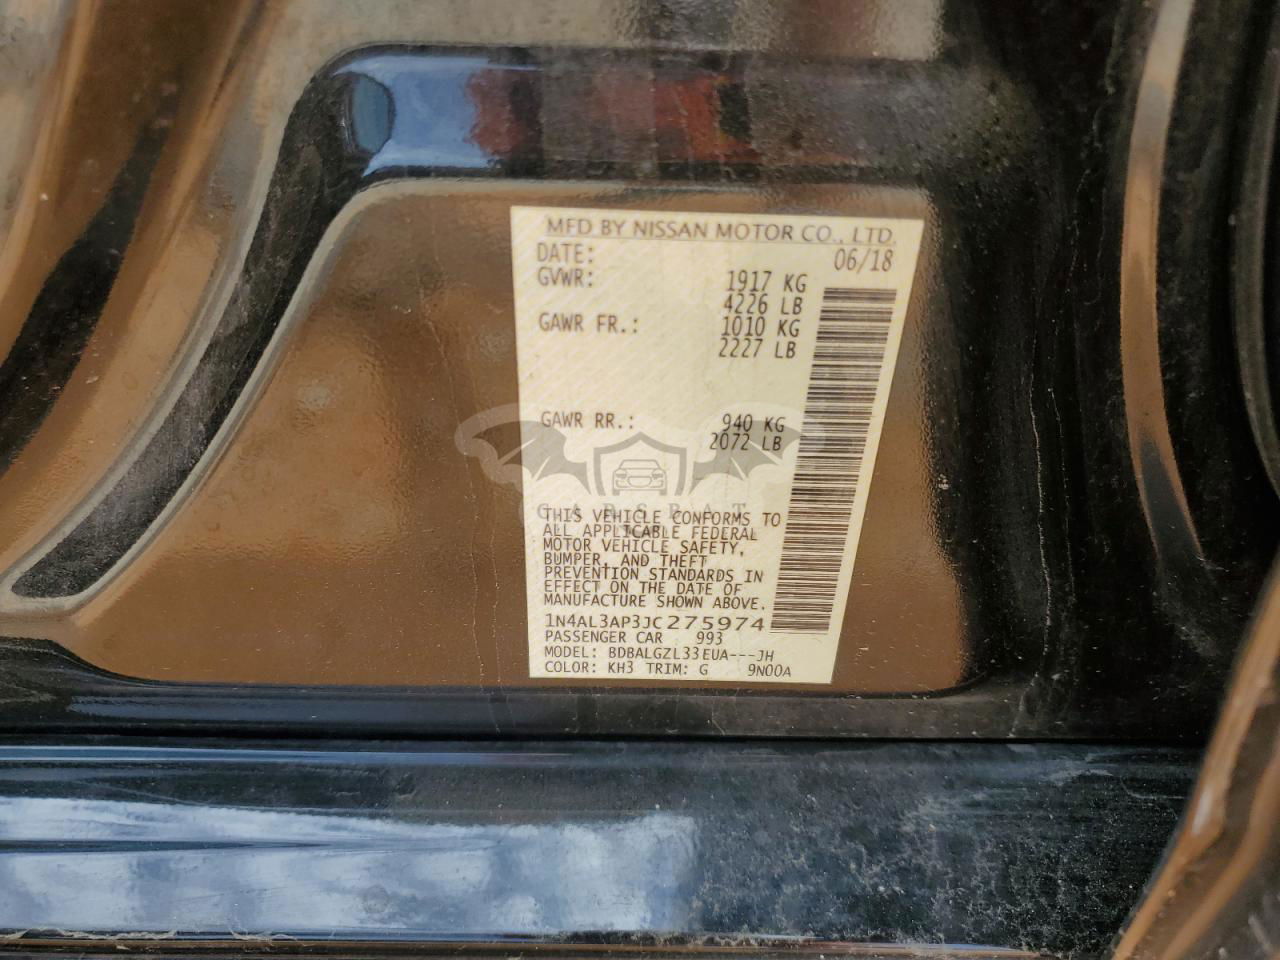 MFD BY NISSAN MOTOR CO., LTD.
DATE: 06/18
GVWR: 1917 KG
4226 LB
GAWR FR.: 1010 KG
2227 LB
GAWR RR.: 940 KG
2072 LB
CARSBAT
THIS VEHICLE CONFORMS TO
ALL APPLICABLE FEDERAL
MOTOR VEHICLE SAFETY,
BUMPER, AND THEFT
PREVENTION STANDARDS IN
EFFECT ON THE DATE OF
MANUFACTURE SHOWN ABOVE.
1N4AL3AP3JC275974
PASSENGER CAR 993
MODEL: BDBALGZL33EUA---JH
COLOR: KH3 TRIM: G 9N00A